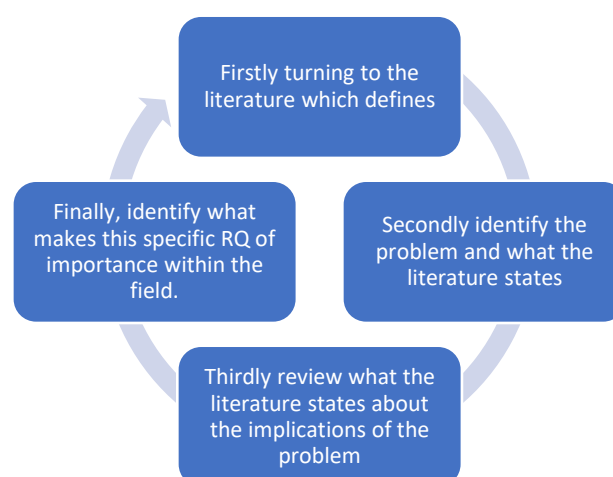 Firstly turning to the
literature which defines
Secondly identify the
problem and what the
literature states
Thirdly review what the
literature states about
the implications of the
problem
Finally, identify what
makes this specific RQ of
importance within the
field.